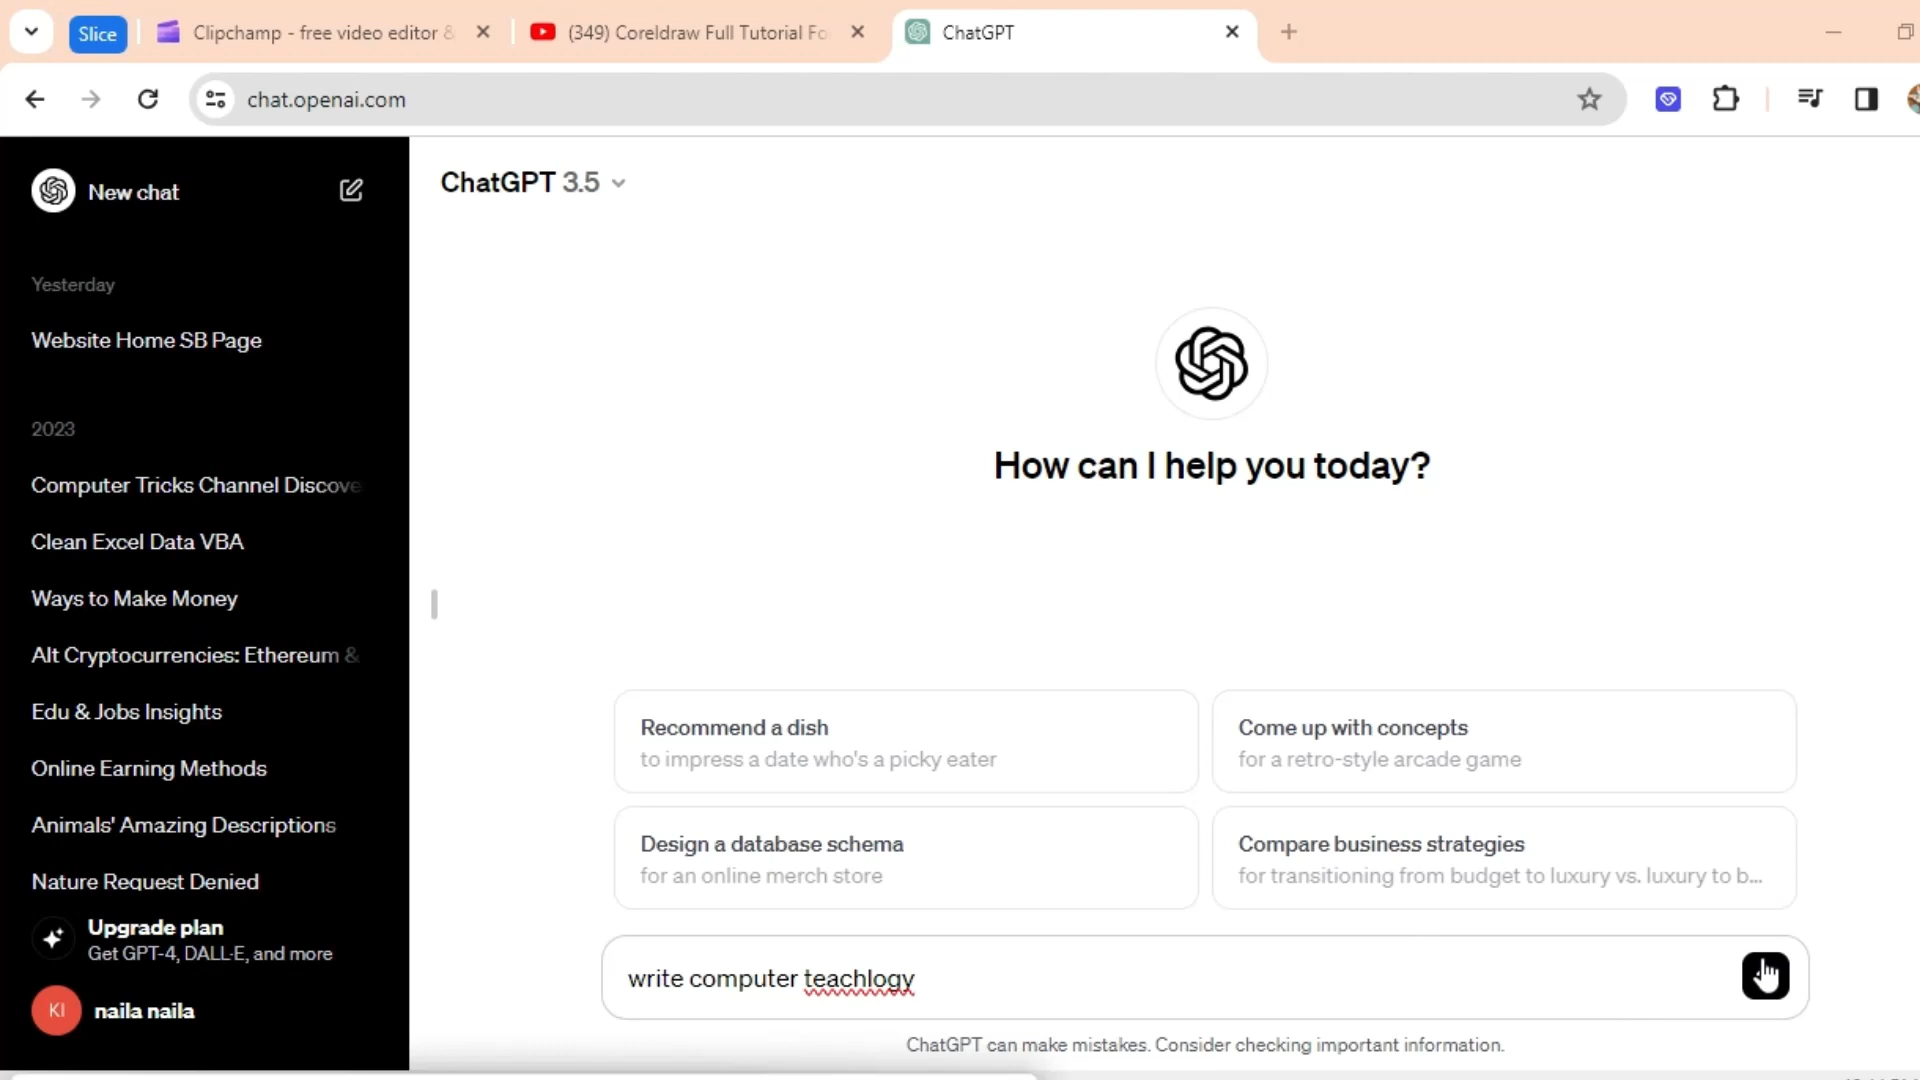 Slice
Clipchamp - free video editor &
(349) Coreldraw Full Tutorial Fo
ChatGPT
chat.openai.com
New chat
ChatGPT 3.5
Yesterday
Website Home SB Page
2023
Computer Tricks Channel Discove
Clean Excel Data VBA
Ways to Make Money
Alt Cryptocurrencies: Ethereum &
Edu & Jobs Insights
Online Earning Methods
Animals' Amazing Descriptions
Nature Request Denied
Upgrade plan
Get GPT-4, DALL·E, and more
KI
naila naila
How can I help you today?
Recommend a dish
to impress a date who's a picky eater
Come up with concepts
for a retro-style arcade game
Design a database schema
for an online merch store
Compare business strategies
for transitioning from budget to luxury vs. luxury to b...
write computer teachlogy
ChatGPT can make mistakes. Consider checking important information.